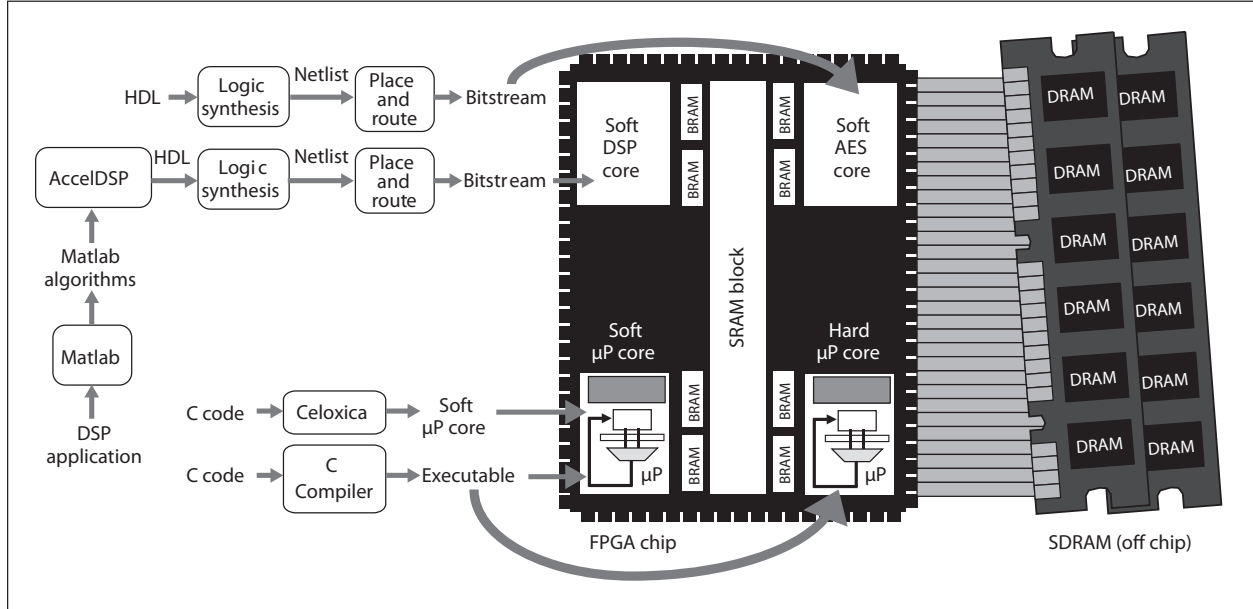 HDL
Logic
synthesis
Netlist
Place
and
route
Bitstream
AccelDSP
HDL
Logic
synthesis
Netlist
Place
and
route
Bitstream
Matlab
algorithms
Matlab
DSP
application
C code
Celoxica
Soft
µP core
C code
C
Compiler
Executable
Soft
DSP
core
BRAM
BRAM
SRAM block
BRAM
BRAM
Soft
AES
core
Soft
µP core
µP
BRAM
BRAM
BRAM
BRAM
Hard
µP core
µP
FPGA chip
DRAM
DRAM
DRAM
DRAM
DRAM
DRAM
DRAM
DRAM
DRAM
DRAM
DRAM
DRAM
SDRAM (off chip)